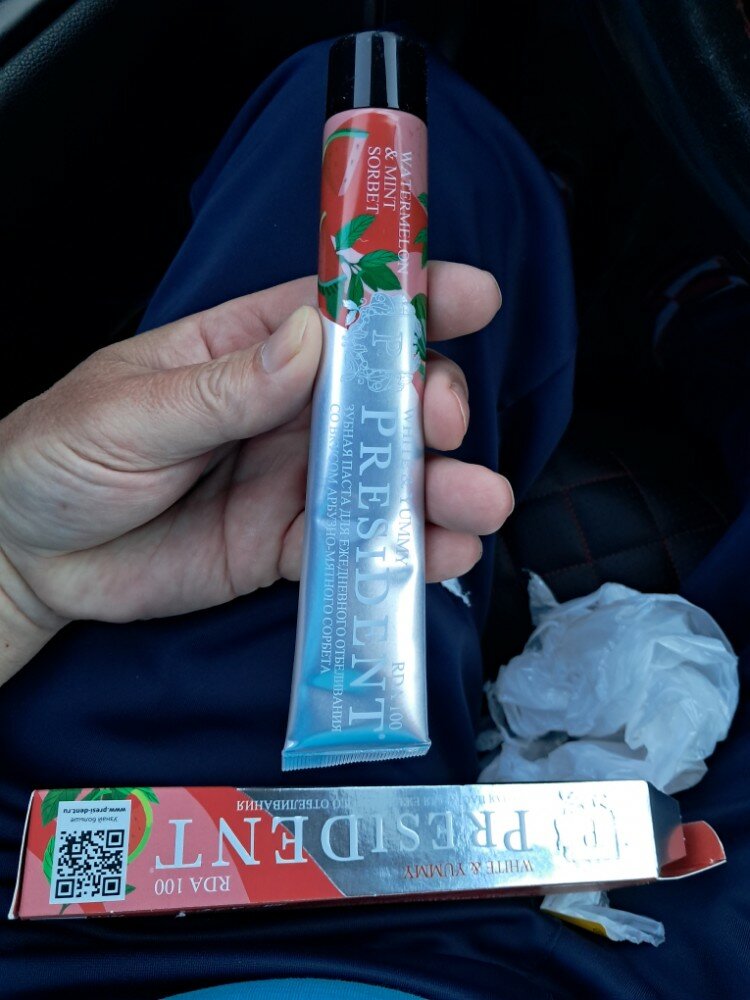 WATERMELON
& MINT
SORBET
P
WHITE & YUMMY
PRESIDENT®
RDA 100
ЗУБНАЯ ПАСТА ДЛЯ ЕЖЕДНЕВНОГО ОТБЕЛИВАНИЯ
СО ВКУСОМ АРБУЗНО-МЯТНОГО СОРБЕТА
P
WHITE & YUMMY
PRESIDENT®
RDA 100
ОТБЕЛИВАНИЯ
Узнай больше
www.presi-dent.ru